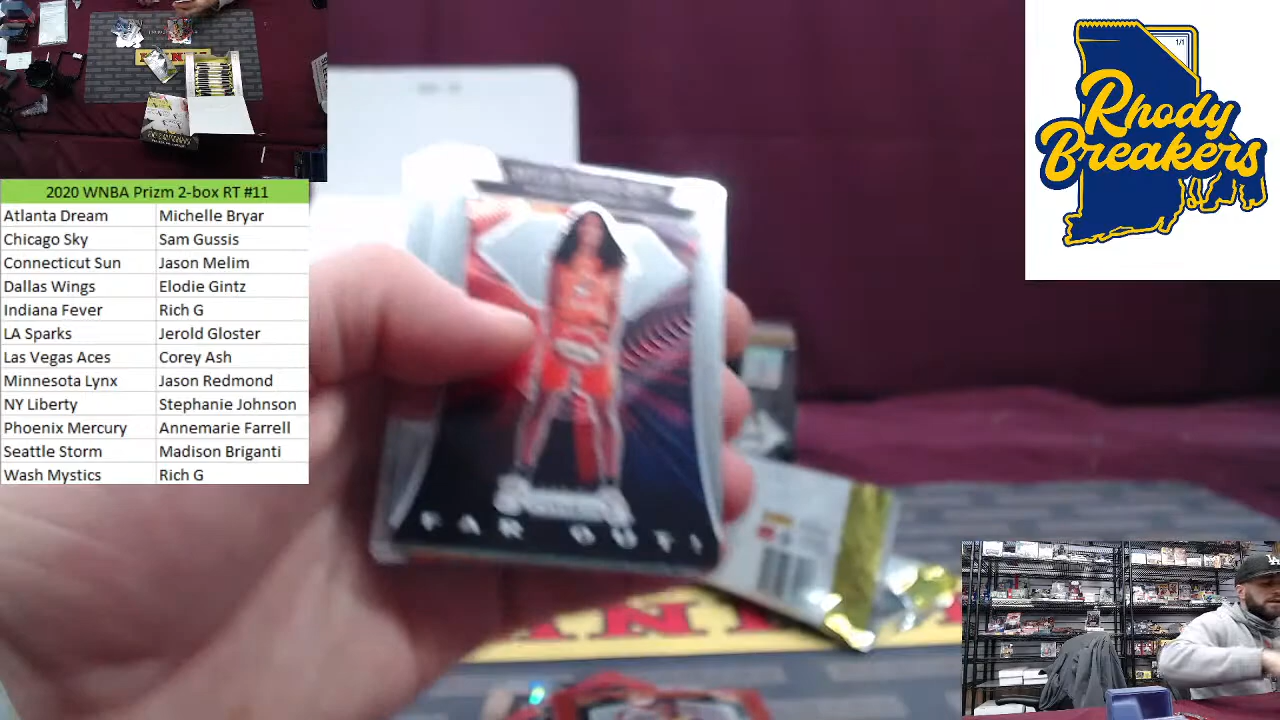 2020 WNBA Prizm 2-box RT #11
Atlanta Dream Michelle Bryar
Chicago Sky Sam Gussis
Connecticut Sun Jason Melim
Dallas Wings Elodie Gintz
Indiana Fever Rich G
LA Sparks Jerold Gloster
Las Vegas Aces Corey Ash
Minnesota Lynx Jason Redmond
NY Liberty Stephanie Johnson
Phoenix Mercury Annemarie Farrell
Seattle Storm Madison Briganti
Wash Mystics Rich G
1/1
Rhody
Breakers
FAR OUT!
PANINI